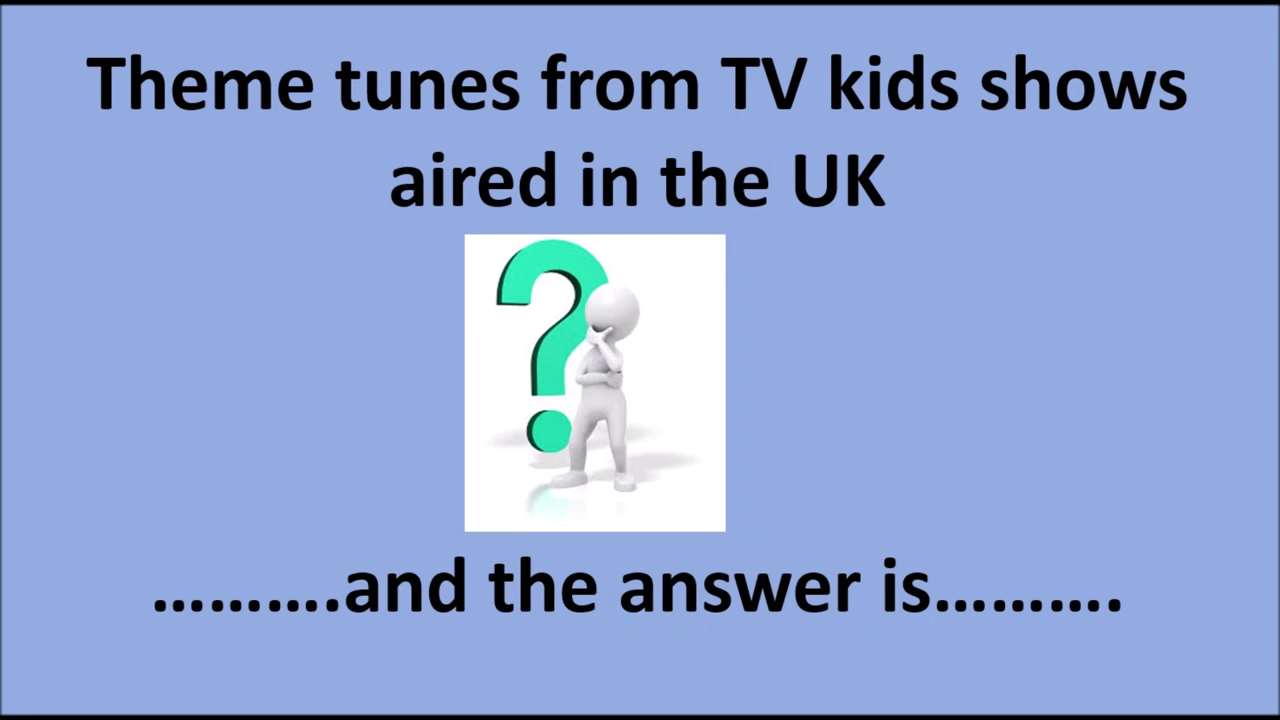 Theme tunes from TV kids shows
aired in the UK
……….and the answer is……….